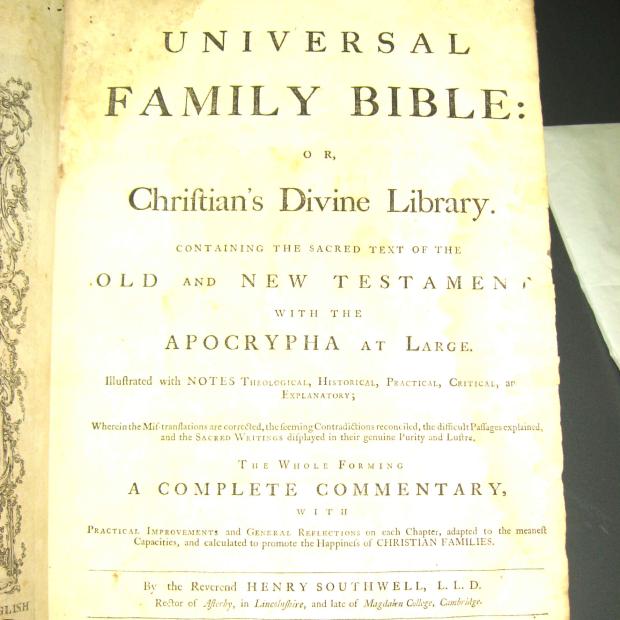 UNIVERSAL
FAMILY BIBLE:
OR,
Chriſtian's Divine Library.
CONTAINING THE SACRED TEXT OF THE
OLD AND NEW TESTAMENT
WITH THE
APOCRYPHA AT LARGE.
Illuſtrated with NOTES THEOLOGICAL, HISTORICAL, PRACTICAL, CRITICAL,
EXPLANATORY;
Wherein the Miſ-tranſlations are corrected, the ſeeming Contradictions reconciled, the difficult Paſſages explained,
and the SACRED WRITINGS diſplayed in their genuine Purity and Luſtre.
THE WHOLE FORMING
A COMPLETE COMMENTARY,
WITH
PRACTICAL IMPROVEMENTS and GENERAL REFLECTIONS on each Chapter, adapted to the meaneſt
Capacities, and calculated to promote the Happineſs of CHRISTIAN FAMILIES.
By the Reverend HENRY SOUTHWELL, L.L.D.
Rector of Aſterby, in Lincolnſhire, and late of Magdalen College, Cambridge.